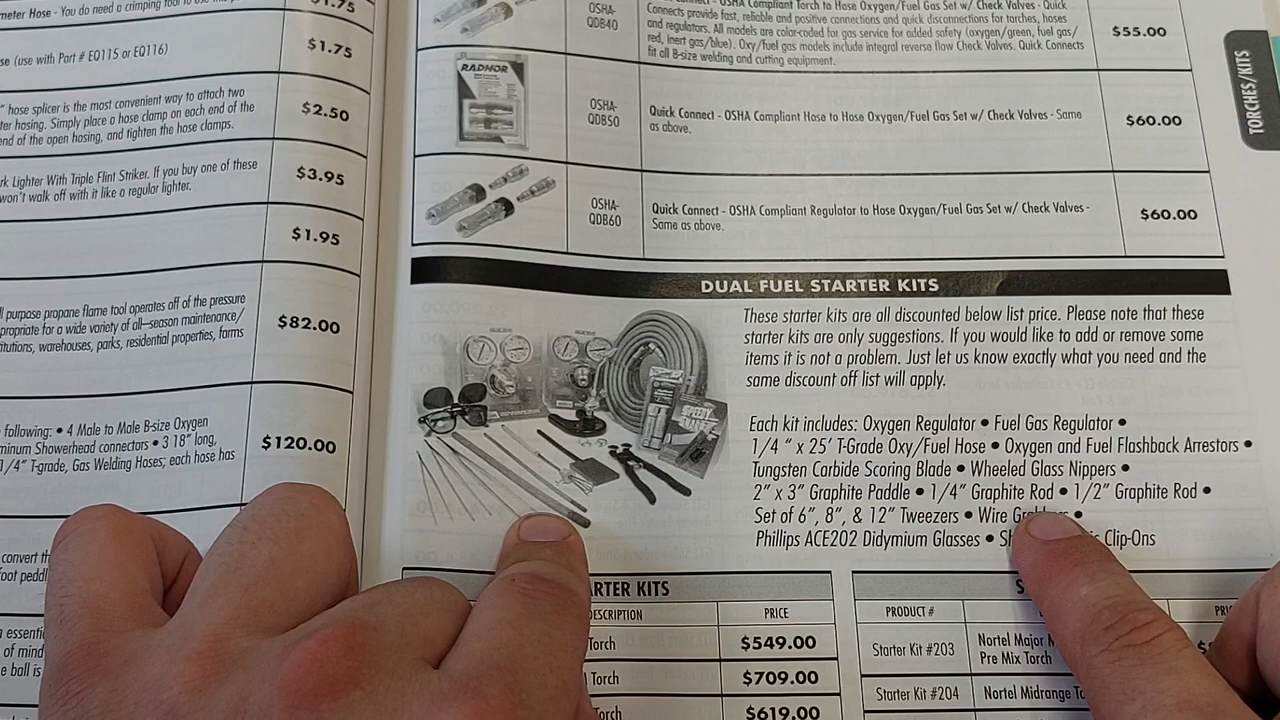 meter Hose - You do need a crimping tool to
$1.75
se (use with Part # EQ115 or EQ116)
$1.75
" hose splicer is the most convenient way to attach two
ter hosing. Simply place a hose clamp on each end of the
end of the open hosing, and tighten the hose clamps.
$2.50
rk Lighter With Triple Flint Striker. If you buy one of these
won't walk off with it like a regular lighter.
$3.95
$1.95
ll purpose propane flame tool operates off of the pressure
propriate for a wide variety of all-season maintenance/
itutions, warehouses, parks, residential properties, farms
$82.00
following: • 4 Male to Male B-size Oxygen
minum Showerhead connectors • 3 18" long,
1/4" T-grade, Gas Welding Hoses; each hose has
$120.00
convert th
foot peddl
essenti
of mind
e ball is
OSHA-
QDB40
OSHA Compliant Torch to Hose Oxygen/Fuel Gas Set w/ Check Valves - Quick
Connects provide fast, reliable and positive connections and quick disconnections for torches, hoses
and regulators. All models are color-coded for gas service for added safety (oxygen/green, fuel gas/
red, inert gas/blue). Oxy/fuel gas models include integral reverse flow Check Valves. Quick Connects
fit all B-size welding and cutting equipment.
$55.00
RADNOR
OSHA-
QDB50
Quick Connect - OSHA Compliant Hose to Hose Oxygen/Fuel Gas Set w/ Check Valves - Same
as above.
$60.00
OSHA-
QDB60
Quick Connect - OSHA Compliant Regulator to Hose Oxygen/Fuel Gas Set w/ Check Valves -
Same as above.
$60.00
TORCHES/KITS
DUAL FUEL STARTER KITS
These starter kits are all discounted below list price. Please note that these
starter kits are only suggestions. If you would like to add or remove some
items it is not a problem. Just let us know exactly what you need and the
same discount off list will apply.
Each kit includes: Oxygen Regulator • Fuel Gas Regulator •
1/4 " x 25' T-Grade Oxy/Fuel Hose • Oxygen and Fuel Flashback Arrestors •
Tungsten Carbide Scoring Blade • Wheeled Glass Nippers •
2" x 3" Graphite Paddle • 1/4" Graphite Rod • 1/2" Graphite Rod •
Set of 6", 8", & 12" Tweezers • Wire •
Phillips ACE202 Didymium Glasses • Clip-Ons
RTER KITS
DESCRIPTION PRICE
Torch $549.00
Torch $709.00
Torch $619.00
PRODUCT #
Starter Kit #203 Nortel Major
Pre Mix Torch
Starter Kit #204 Nortel Midrange